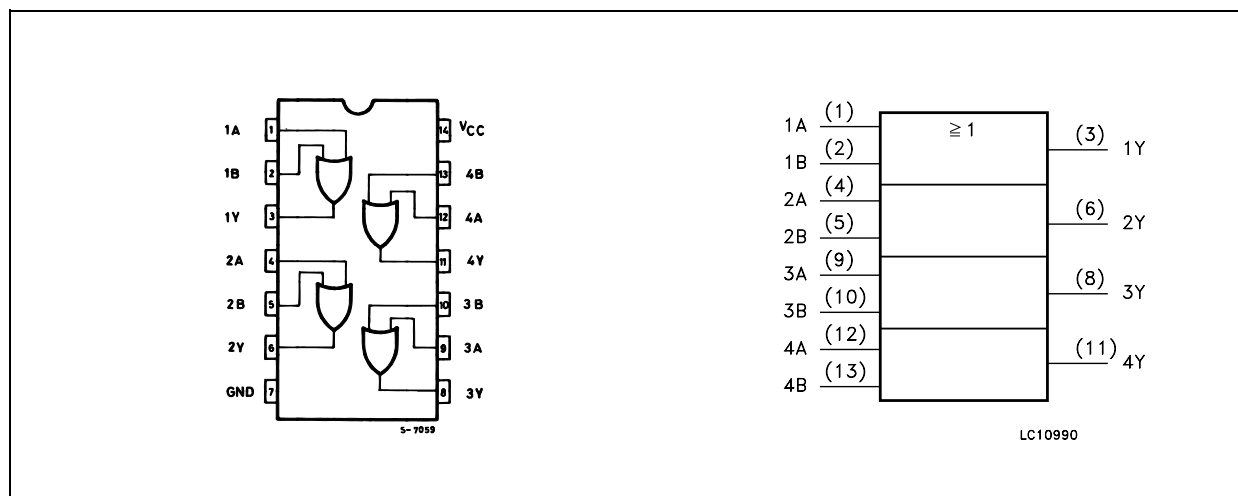 1A 1 14 VCC
1B 2 13 4B
1Y 3 12 4A
2A 4 11 4Y
2B 5 10 3B
2Y 6 9 3A
GND 7 8 3Y
S-7059
≧1
1A (1)
1B (2)
2A (4)
2B (5)
3A (9)
3B (10)
4A (12)
4B (13)
(3) 1Y
(6) 2Y
(8) 3Y
(11) 4Y
LC10990